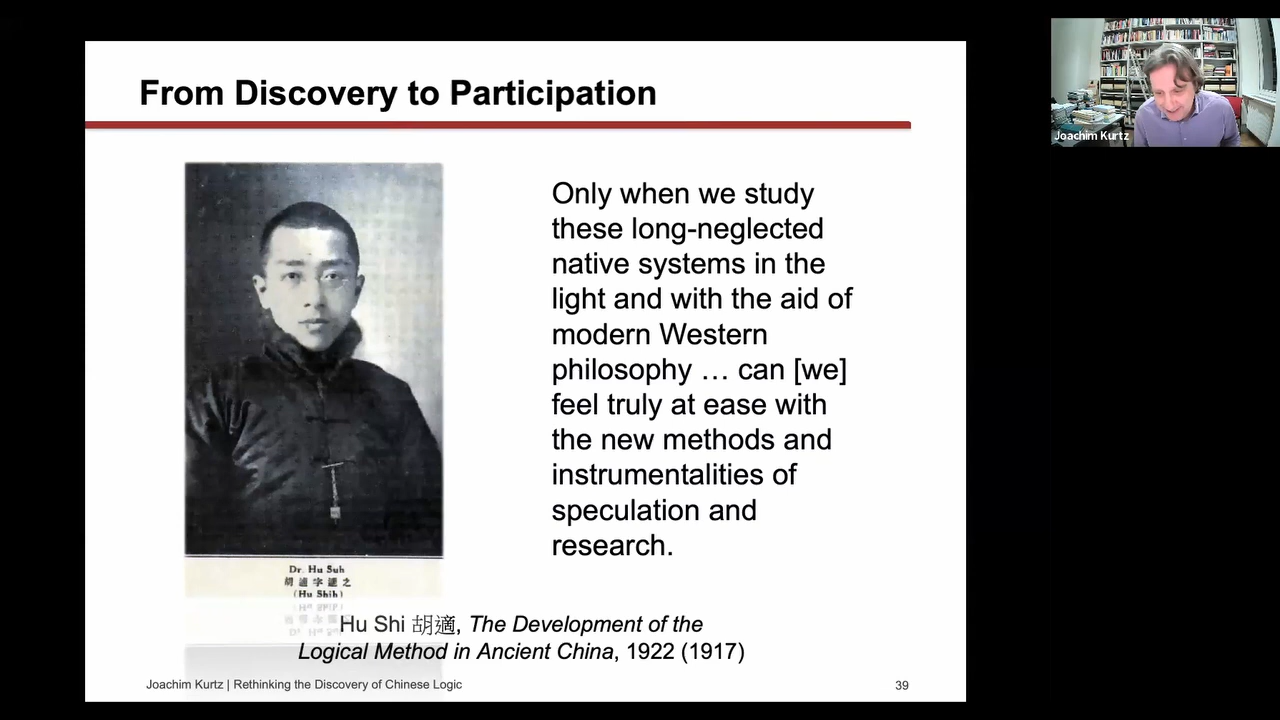 From Discovery to Participation
Joachim Kurtz
Only when we study
these long-neglected
native systems in the
light and with the aid of
modern Western
philosophy … can [we]
feel truly at ease with
the new methods and
instrumentalities of
speculation and
research.
Dr. Hu Suh
胡適字適之
(Hu Shih)
Hu Shi 胡適, The Development of the
Logical Method in Ancient China, 1922 (1917)
Joachim Kurtz | Rethinking the Discovery of Chinese Logic
39